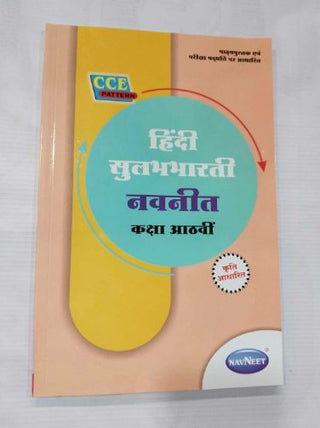 पाठ्यपुस्तक एवं
परीक्षा पद्धति पर आधारित
CCE
PATTERN
हिंदी
सुलभभारती
नवनीत
कक्षा आठवीं
कृति
आधारित
NAVNEET